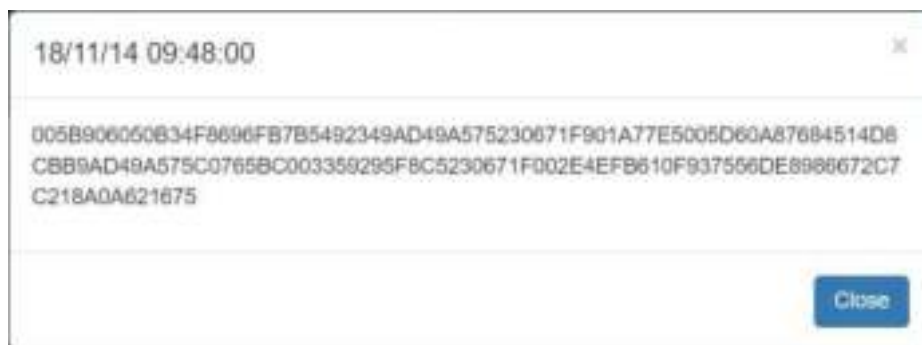 18/11/14 09:48:00
×
005B906050B34F8696FB7B5492349AD49A575230671F901A77E5005D60A87684514D8
CBB9AD49A575C0765BC003359295F8C5230671F002E4EFB610F937556DE8986672C7
C218A0A621675
Close